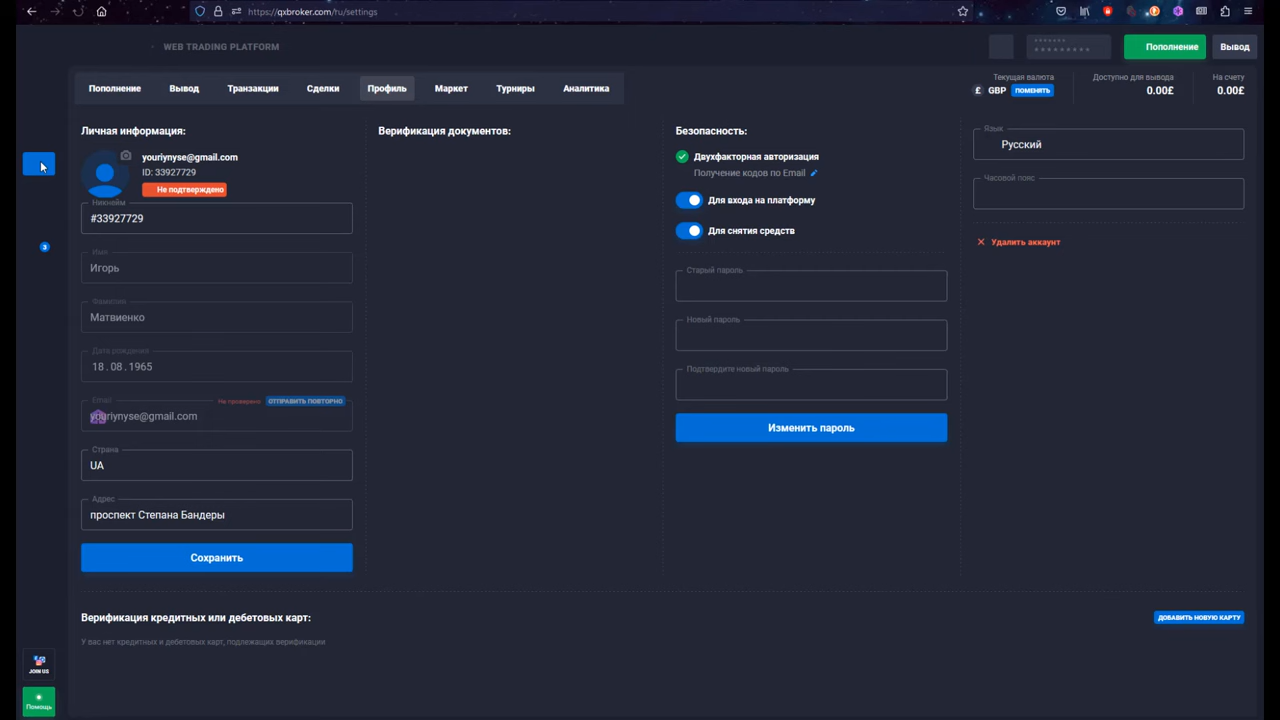 https://qxbroker.com/ru/settings
WEB TRADING PLATFORM
Пополнение
Вывод
Пополнение
Вывод
Транзакции
Сделки
Профиль
Маркет
Турниры
Аналитика
Текущая валюта
£ GBP ПОМЕНЯТЬ
Доступно для вывода
0.00£
На счету
0.00£
Личная информация:
youriynyse@gmail.com
ID: 33927729
Не подтверждено
Никнейм
#33927729
Имя
Игорь
Фамилия
Матвиенко
Дата рождения
18 . 08 . 1965
Email
Не проверено
ОТПРАВИТЬ ПОВТОРНО
youriynyse@gmail.com
Страна
UA
Адрес
проспект Степана Бандеры
Сохранить
Верификация документов:
Безопасность:
Двухфакторная авторизация
Получение кодов по Email
Для входа на платформу
Для снятия средств
Старый пароль
Новый пароль
Подтвердите новый пароль
Изменить пароль
Язык
Русский
Часовой пояс
Удалить аккаунт
3
Верификация кредитных или дебетовых карт:
ДОБАВИТЬ НОВУЮ КАРТУ
У вас нет кредитных и дебетовых карт, подлежащих верификации
JOIN US
Помощь